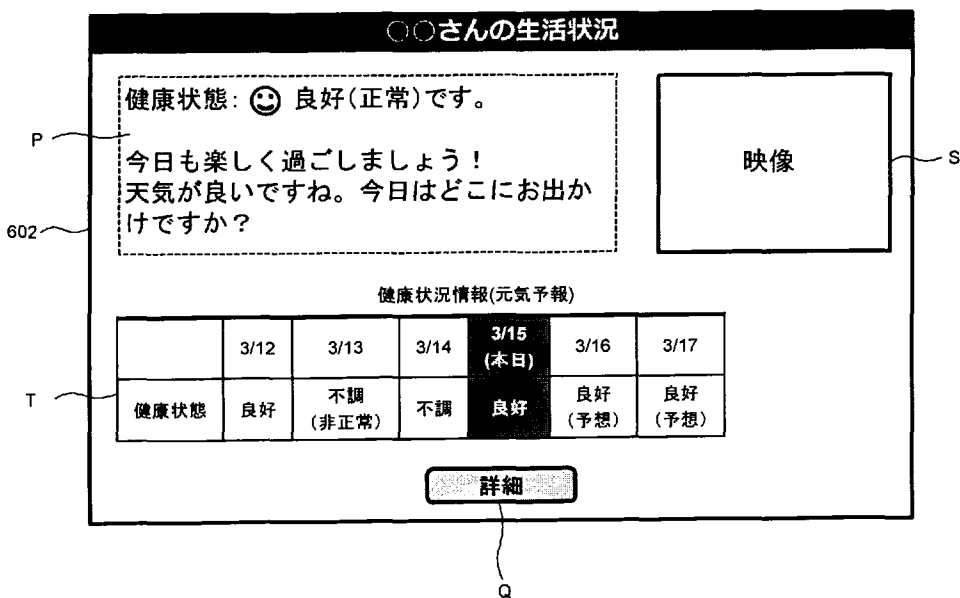 ○○さんの生活状況
健康状態: 良好(正常)です。
P
今日も楽しく過ごしましょう!
天気が良いですね。今日はどこにお出か
けですか?
映像
S
602
健康状況情報(元気予報)
3/12 3/13 3/14 3/15 (本日) 3/16 3/17
T
健康状態 良好 不調 (非正常) 不調 良好 良好 (予想) 良好 (予想)
詳細
Q